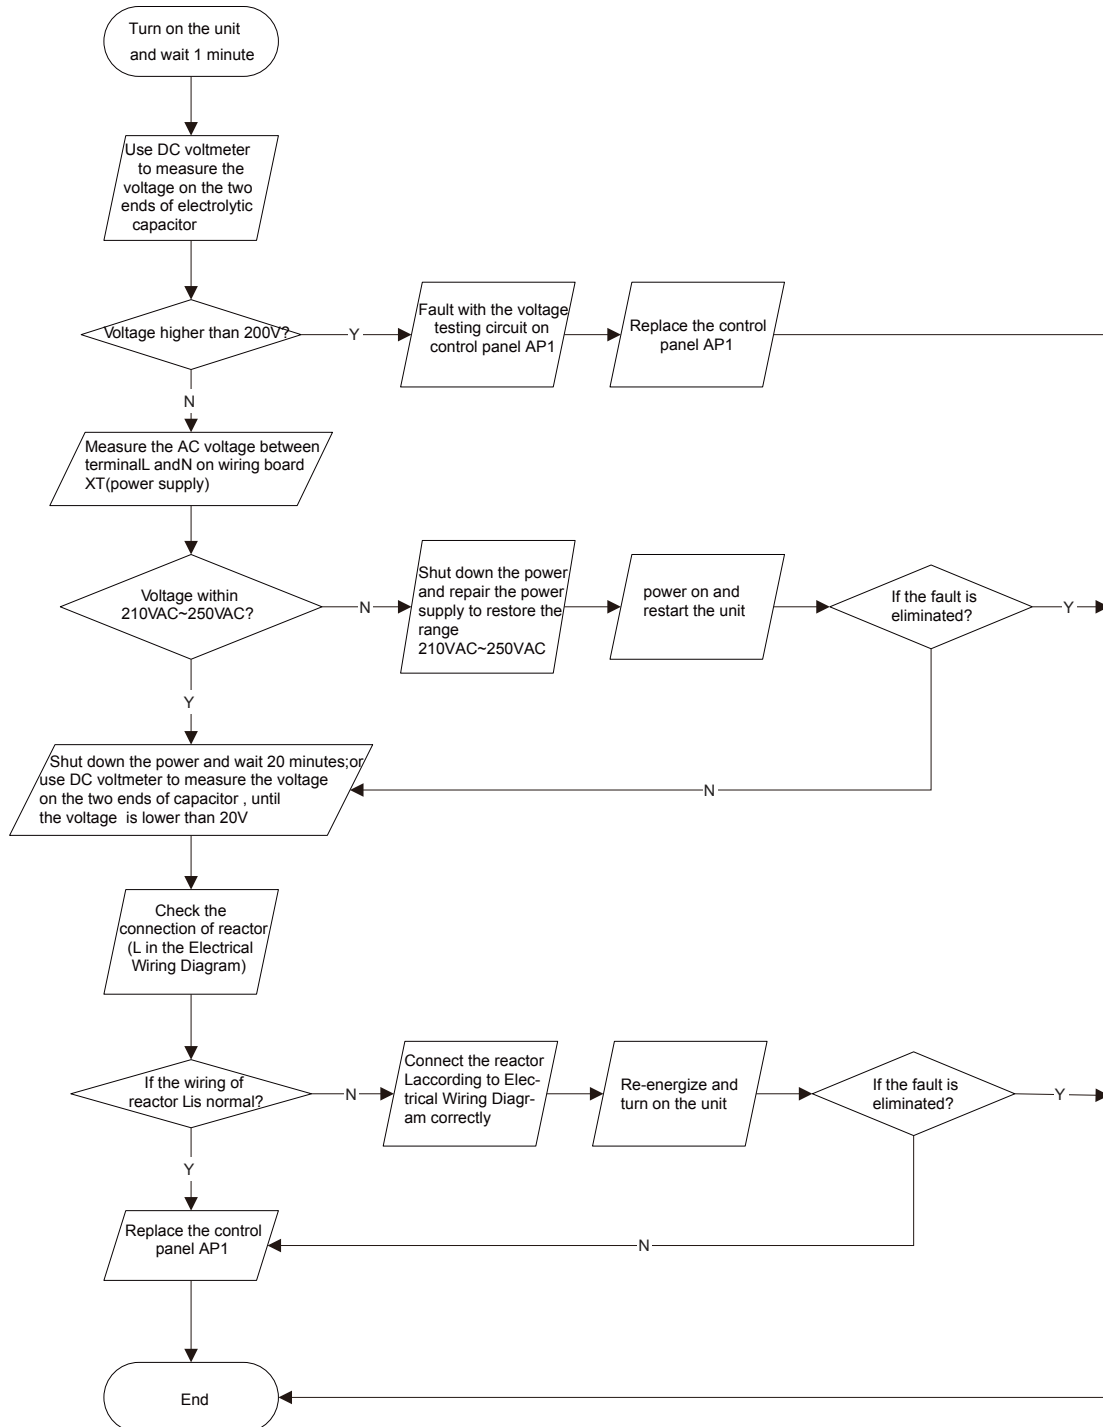 Turn on the unit
and wait 1 minute
Use DC voltmeter
to measure the
voltage on the two
ends of electrolytic
capacitor
Voltage higher than 200V?
Y
Fault with the voltage
testing circuit on
control panel AP1
Replace the control
panel AP1
N
Measure the AC voltage between
terminalL andN on wiring board
XT(power supply)
Voltage within
210VAC~250VAC?
N
Shut down the power
and repair the power
supply to restore the
range
210VAC~250VAC
power on and
restart the unit
If the fault is
eliminated?
Y
Y
Shut down the power and wait 20 minutes;or
use DC voltmeter to measure the voltage
on the two ends of capacitor , until
the voltage is lower than 20V
N
Check the
connection of reactor
(L in the Electrical
Wiring Diagram)
If the wiring of
reactor Lis normal?
N
Connect the reactor
Laccording to Elec-
trical Wiring Diagr-
am correctly
Re-energize and
turn on the unit
If the fault is
eliminated?
Y
Y
Replace the control
panel AP1
N
End